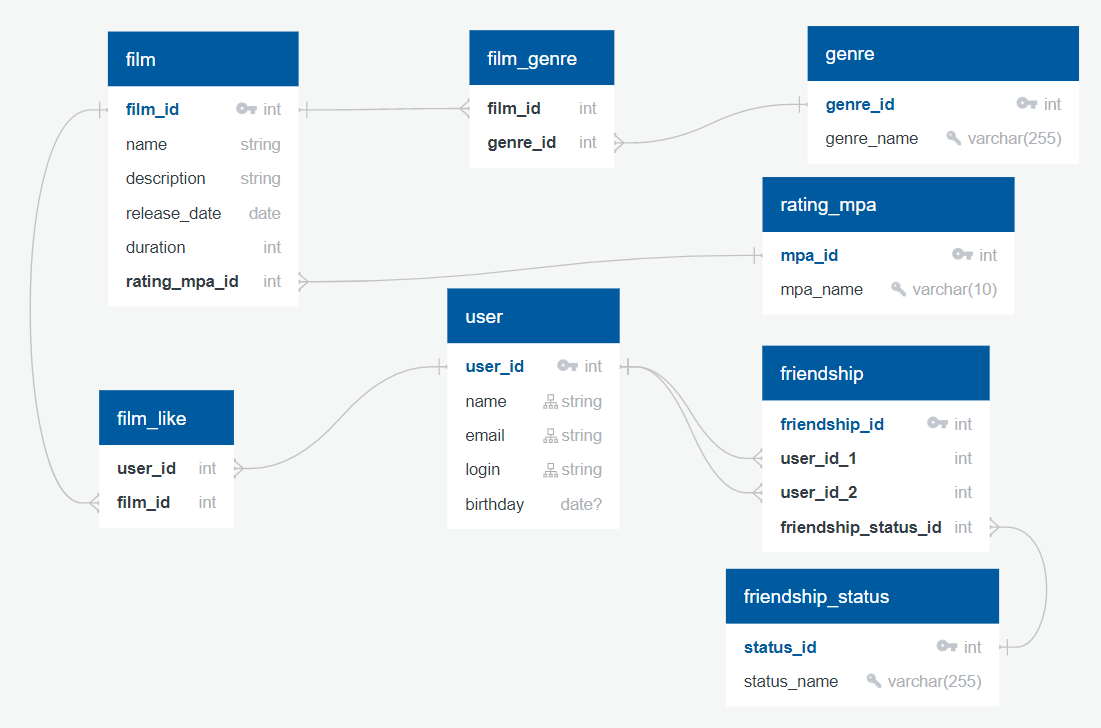 film
film_id int
name string
description string
release_date date
duration int
rating_mpa_id int
film_genre
film_id int
genre_id int
genre
genre_id int
genre_name varchar(255)
rating_mpa
mpa_id int
mpa_name varchar(10)
user
user_id int
name string
email string
login string
birthday date?
friendship
friendship_id int
user_id_1 int
user_id_2 int
friendship_status_id int
film_like
user_id int
film_id int
friendship_status
status_id int
status_name varchar(255)